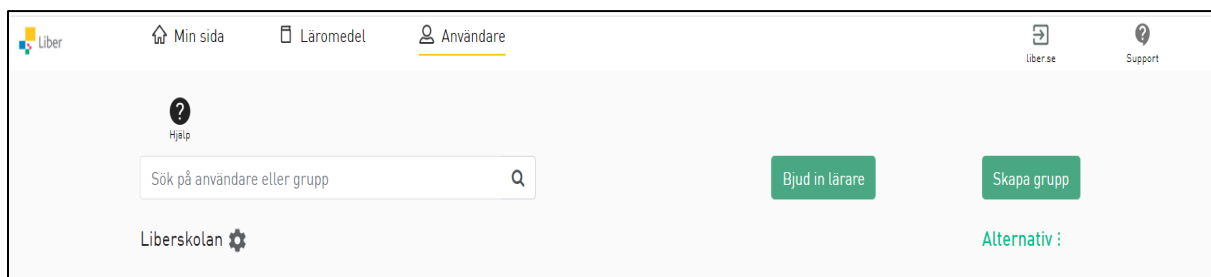 Liber
Min sida
Läromedel
Användare
liber.se
Support
?
Hjälp
Sök på användare eller grupp
Bjud in lärare
Skapa grupp
Liberskolan
Alternativ